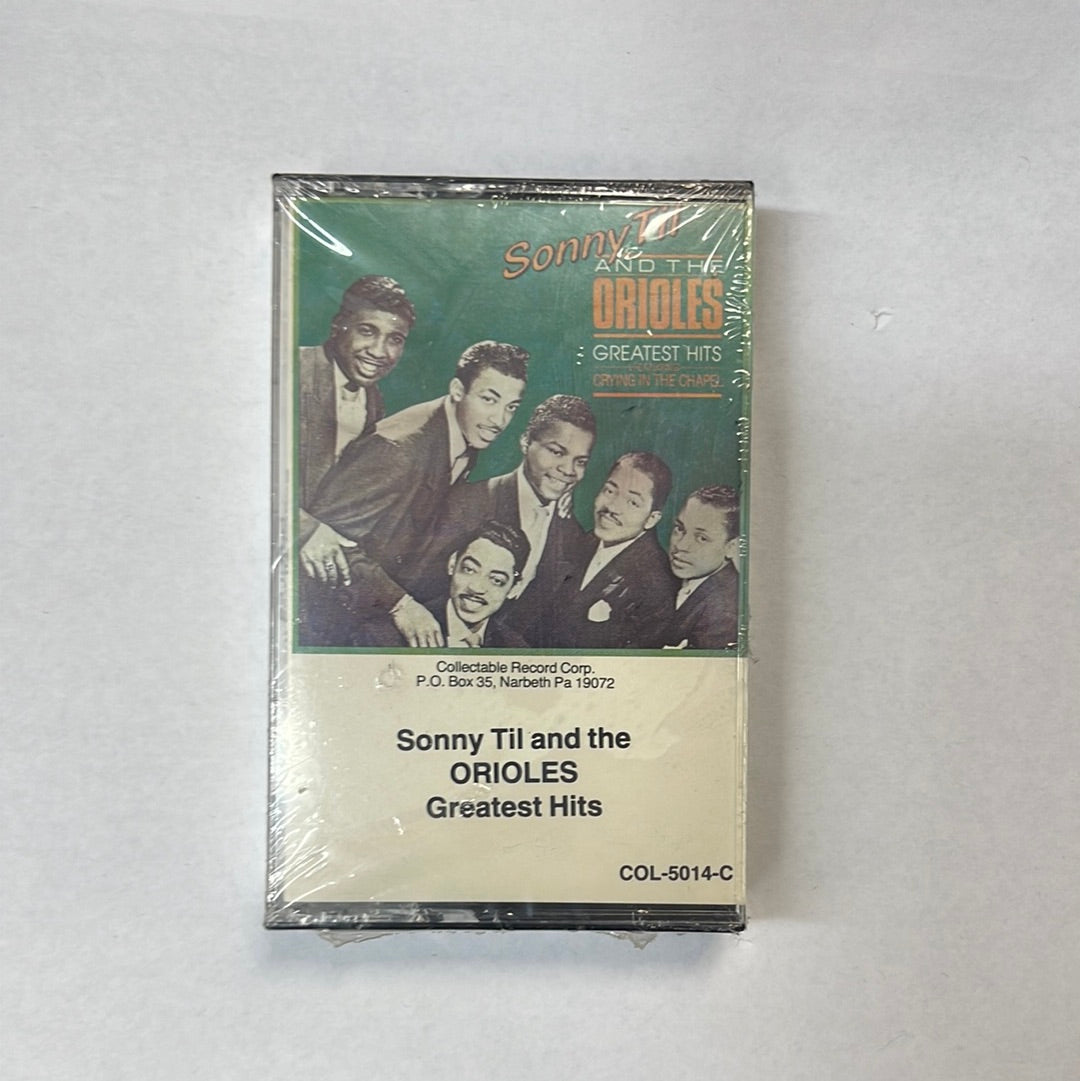 Sonny Til
AND THE
ORIOLES
GREATEST HITS
FEATURING
CRYING IN THE CHAPEL
Collectable Record Corp.
P.O. Box 35, Narbeth Pa 19072
Sonny Til and the
ORIOLES
Greatest Hits
COL-5014-C